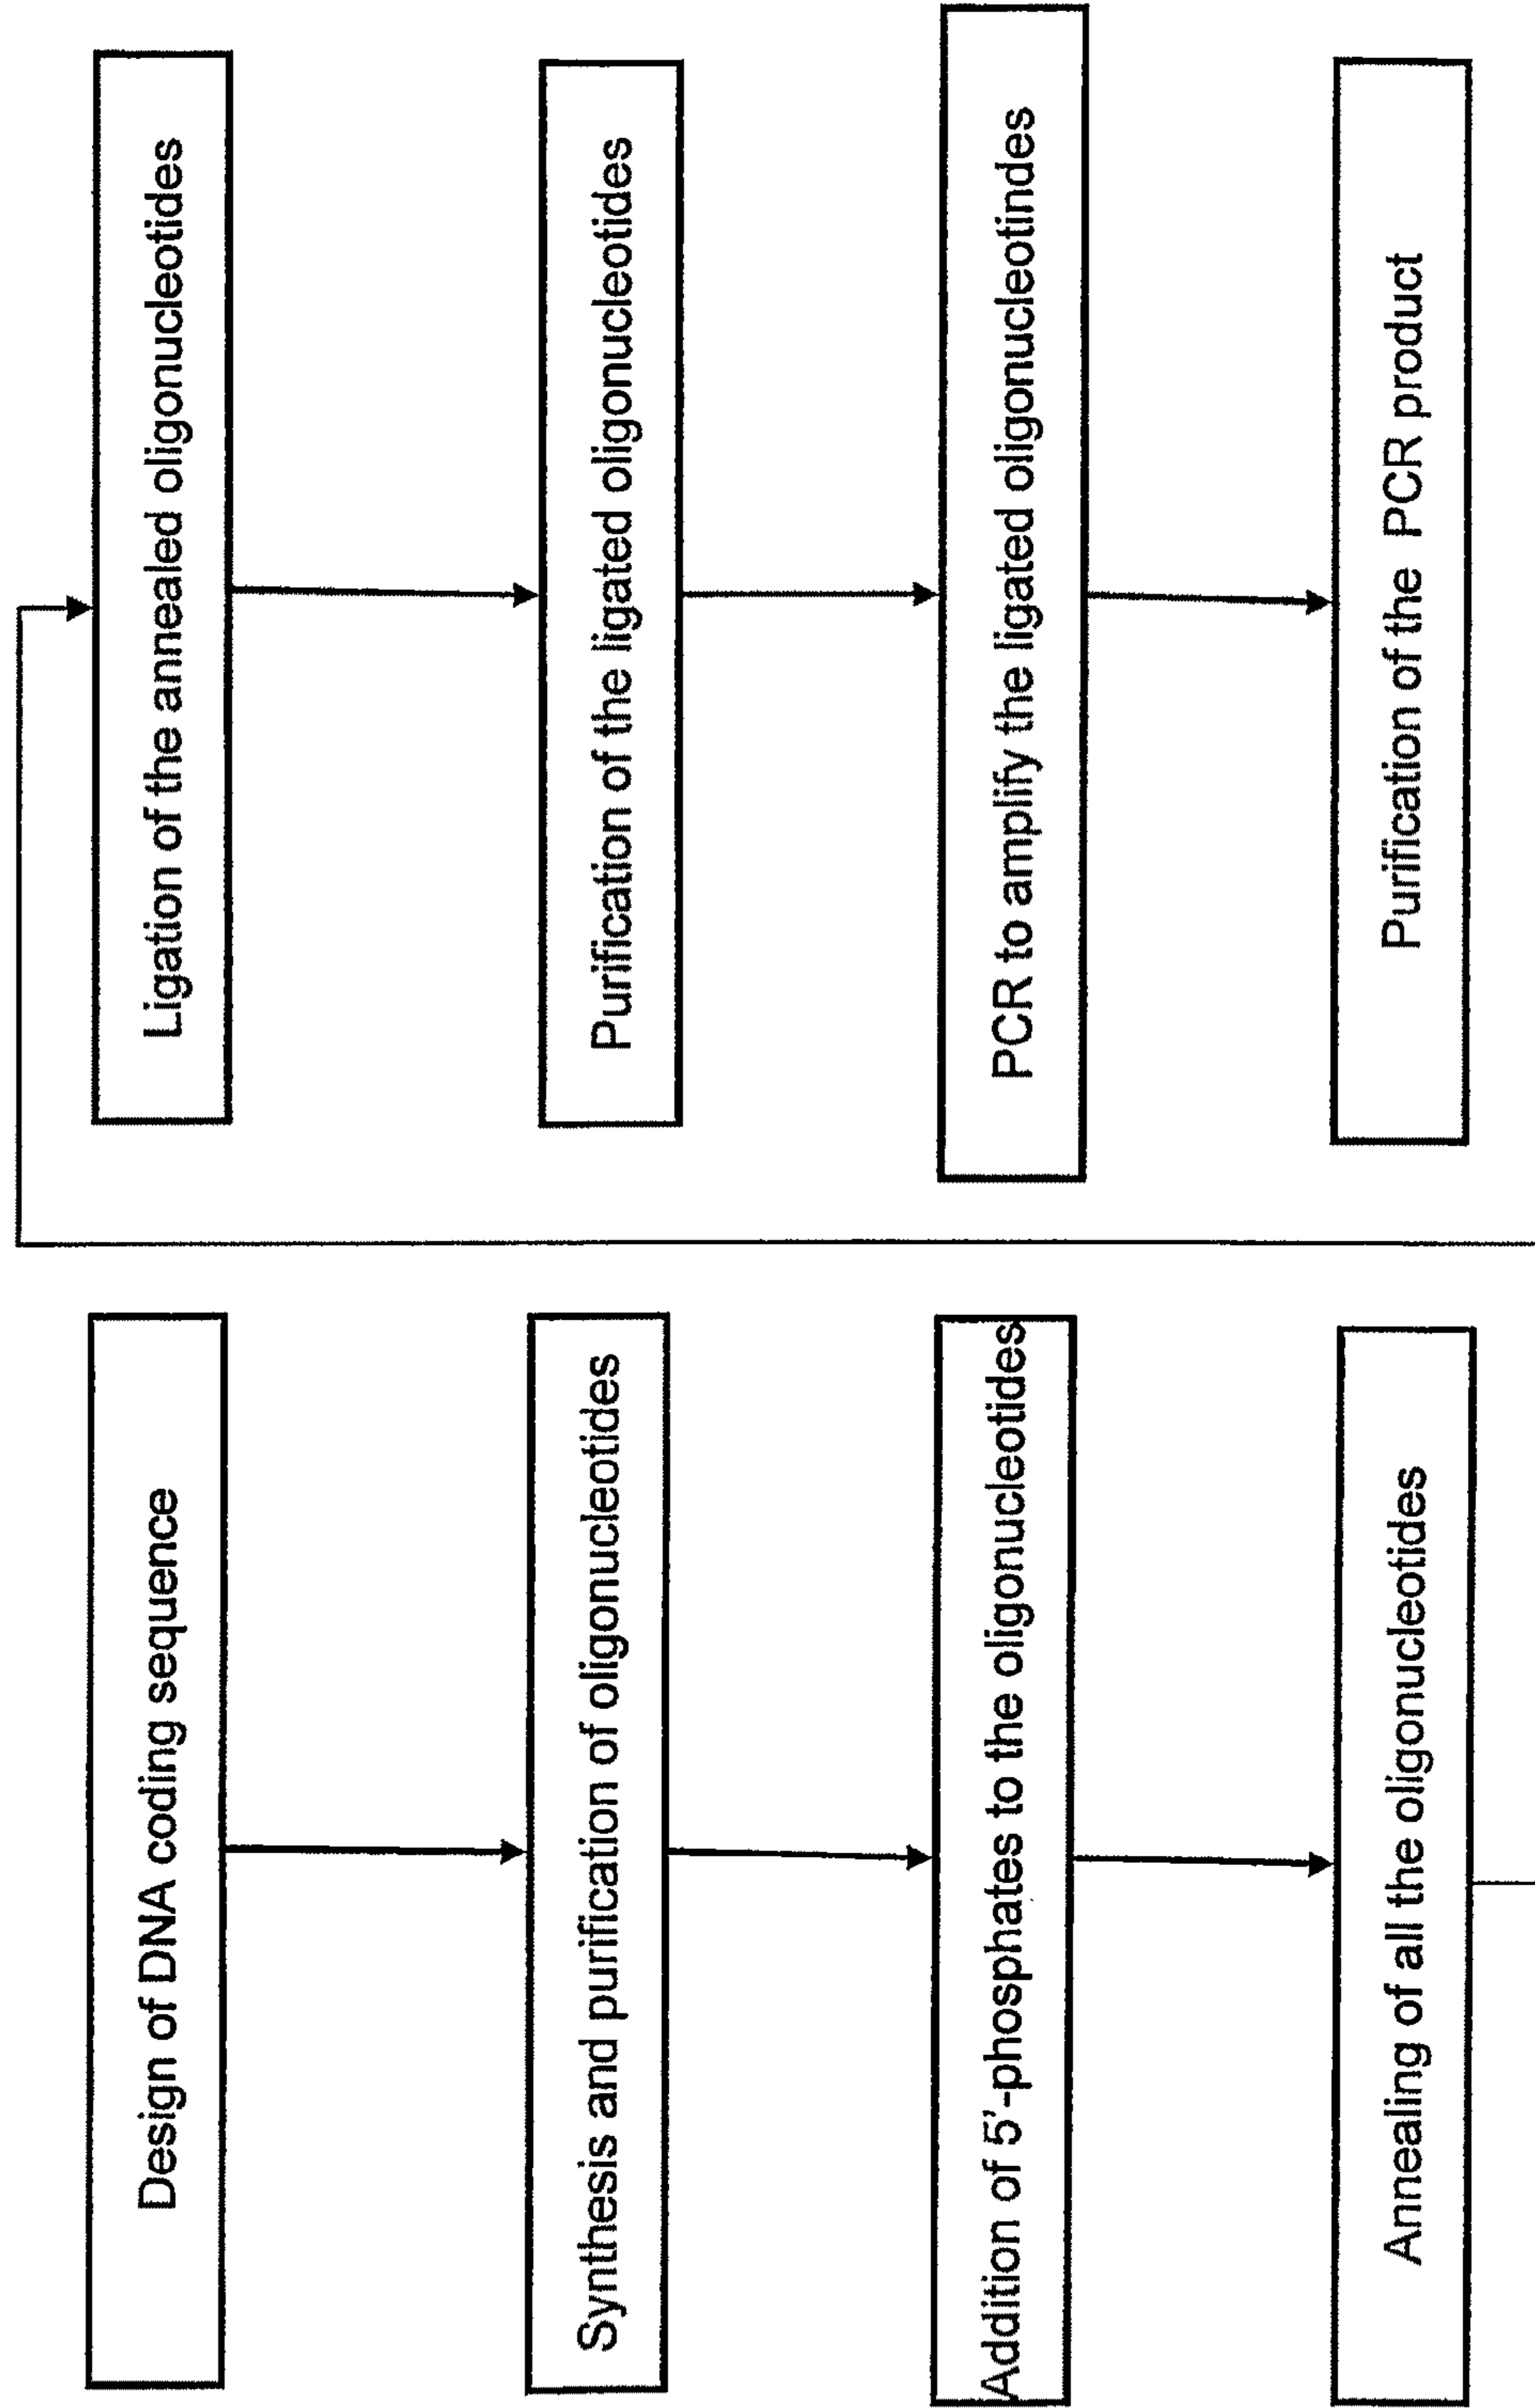 Design of DNA coding sequence
Synthesis and purification of oligonucleotides
Addition of 5'-phosphates to the oligonucleotides
Annealing of all the oligonucleotides
Ligation of the annealed oligonucleotides
Purification of the ligated oligonucleotides
PCR to amplify the ligated oligonucleotindes
Purification of the PCR product